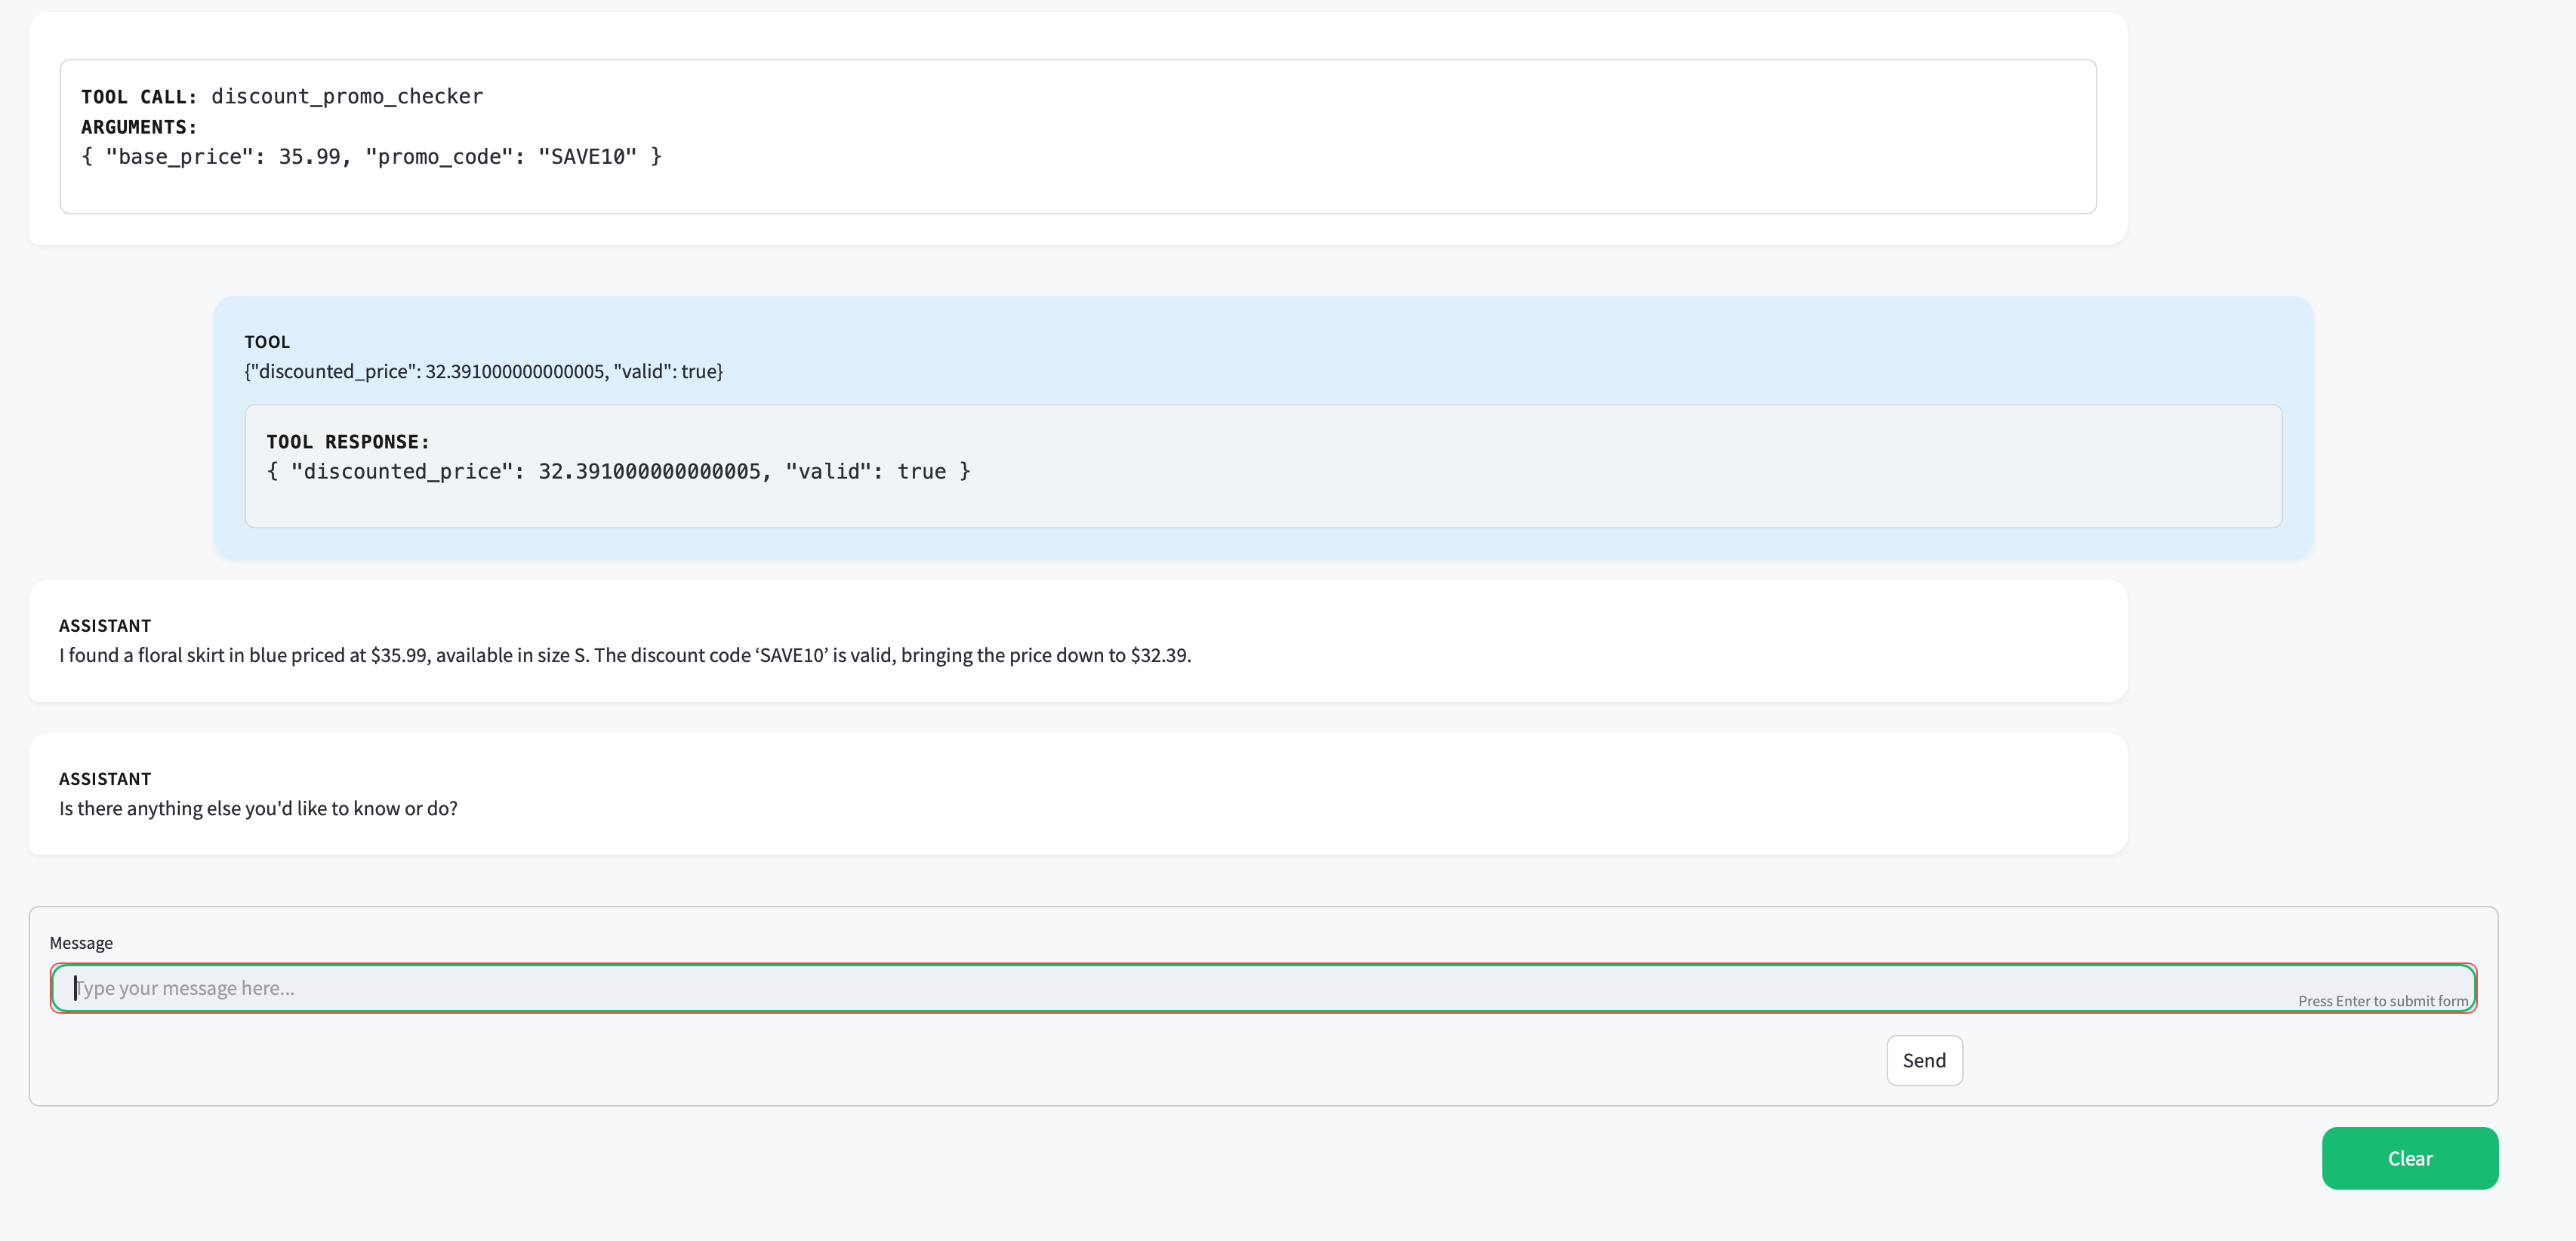 TOOL CALL: discount_promo_checker
ARGUMENTS:
{ "base_price": 35.99, "promo_code": "SAVE10" }
TOOL
{"discounted_price": 32.391000000000005, "valid": true}
TOOL RESPONSE:
{ "discounted_price": 32.391000000000005, "valid": true }
ASSISTANT
I found a floral skirt in blue priced at $35.99, available in size S. The discount code ‘SAVE10’ is valid, bringing the price down to $32.39.
ASSISTANT
Is there anything else you'd like to know or do?
Message
Type your message here...
Press Enter to submit form
Send
Clear